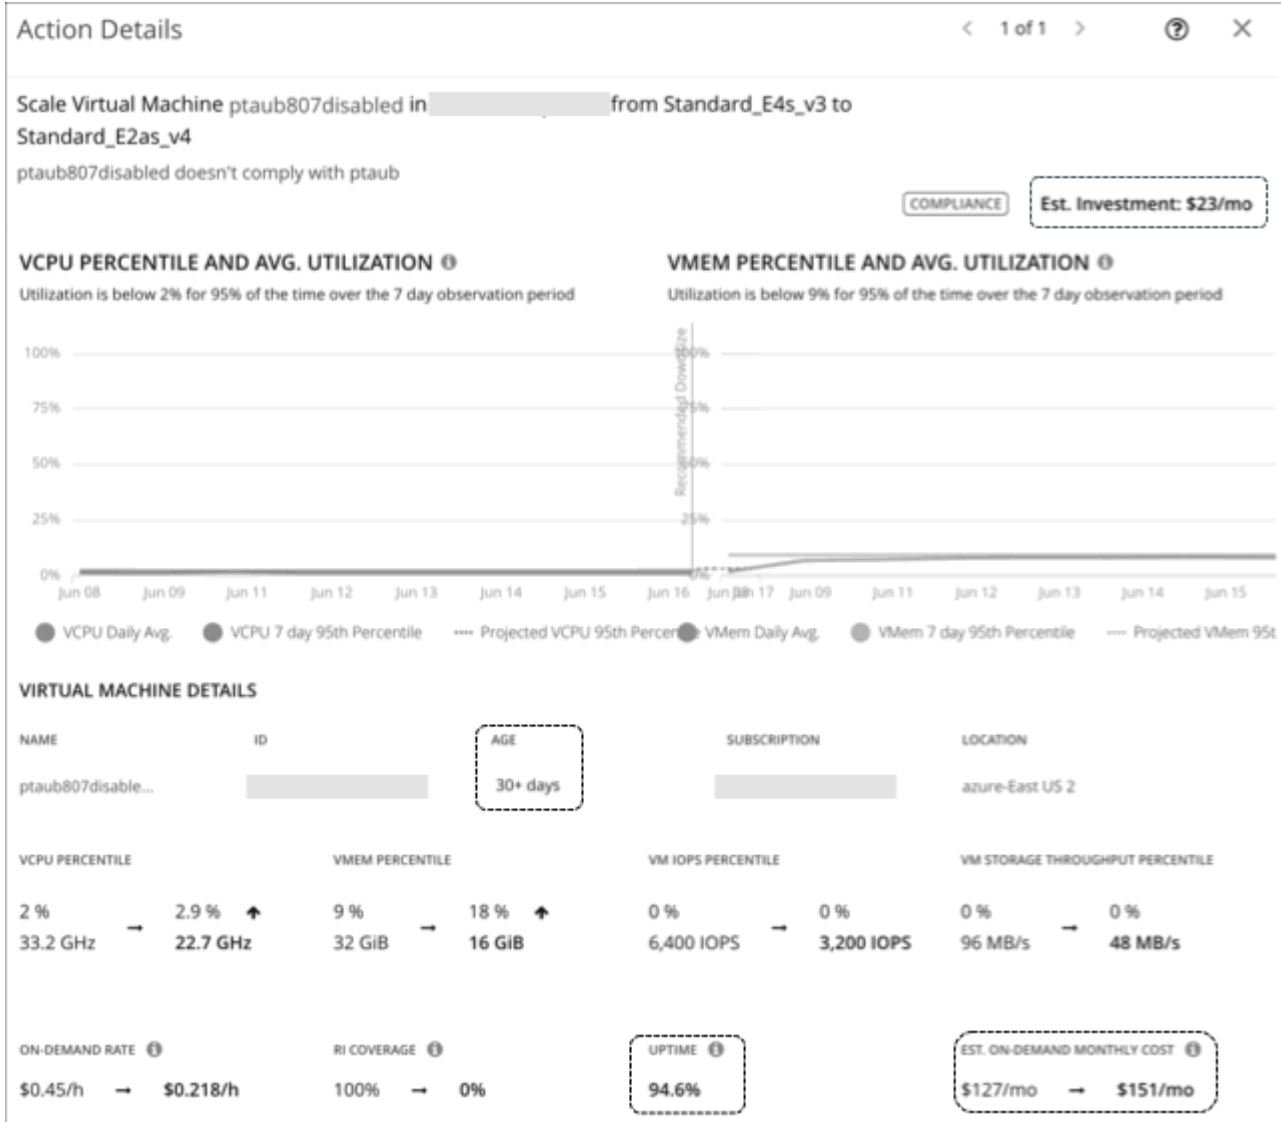 Action Details
1 of 1
Scale Virtual Machine ptaub807disabled in from Standard_E4s_v3 to
Standard_E2as_v4
ptaub807disabled doesn't comply with ptaub
COMPLIANCE
Est. Investment: $23/mo
VCPU PERCENTILE AND AVG. UTILIZATION
Utilization is below 2% for 95% of the time over the 7 day observation period
100%
75%
50%
25%
0%
Recommended Downsize
Jun 08 Jun 09 Jun 11 Jun 12 Jun 13 Jun 14 Jun 15 Jun 16 Jun 17
VCPU Daily Avg. VCPU 7 day 95th Percentile Projected VCPU 95th Percen
VMEM PERCENTILE AND AVG. UTILIZATION
Utilization is below 9% for 95% of the time over the 7 day observation period
100%
75%
50%
25%
0%
Jun 08 Jun 09 Jun 11 Jun 12 Jun 13 Jun 14 Jun 15
VMem Daily Avg. VMem 7 day 95th Percentile Projected VMem 95t
VIRTUAL MACHINE DETAILS
NAME ID AGE SUBSCRIPTION LOCATION
ptaub807disable... 30+ days azure-East US 2
VCPU PERCENTILE VMEM PERCENTILE VM IOPS PERCENTILE VM STORAGE THROUGHPUT PERCENTILE
2 % 2.9 % 9 % 18 % 0 % 0 % 0 % 0 %
33.2 GHz → 22.7 GHz 32 GiB → 16 GiB 6,400 IOPS → 3,200 IOPS 96 MB/s → 48 MB/s
ON-DEMAND RATE RI COVERAGE UPTIME EST. ON-DEMAND MONTHLY COST
$0.45/h → $0.218/h 100% → 0% 94.6% $127/mo → $151/mo